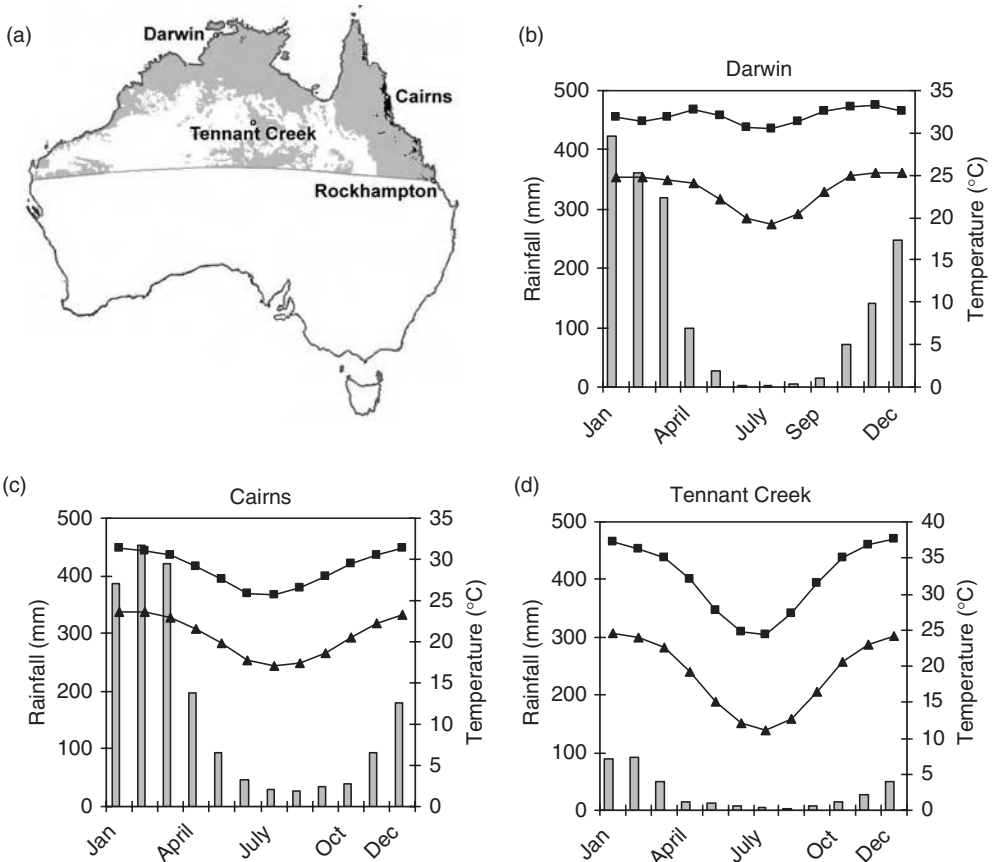 (a)
Darwin
Cairns
Tennant Creek
Rockhampton
(b)
Darwin
500
400
300
200
100
0
Rainfall (mm)
35
30
25
20
15
10
5
0
Temperature (°C)
Jan
April
July
Sep
Dec
(c)
Cairns
500
400
300
200
100
0
Rainfall (mm)
35
30
25
20
15
10
5
0
Temperature (°C)
Jan
April
July
Oct
Dec
(d)
Tennant Creek
500
400
300
200
100
0
Rainfall (mm)
40
35
30
25
20
15
10
5
0
Temperature (°C)
Jan
April
July
Oct
Dec